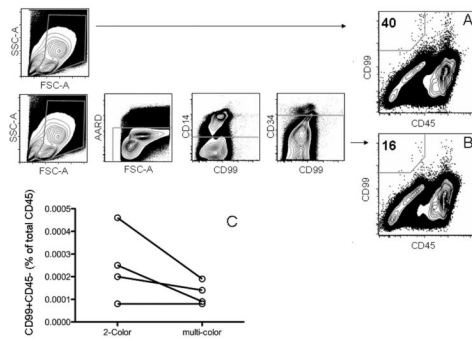 SSC-A
FSC-A
40
A
CD99
CD45
SSC-A
FSC-A
AARD
FSC-A
CD14
CD99
CD34
CD99
16
B
CD99
CD45
C
CD99+CD45- (% of total CD45)
0.0005
0.0004
0.0003
0.0002
0.0001
0.0000
2-Color
multi-color